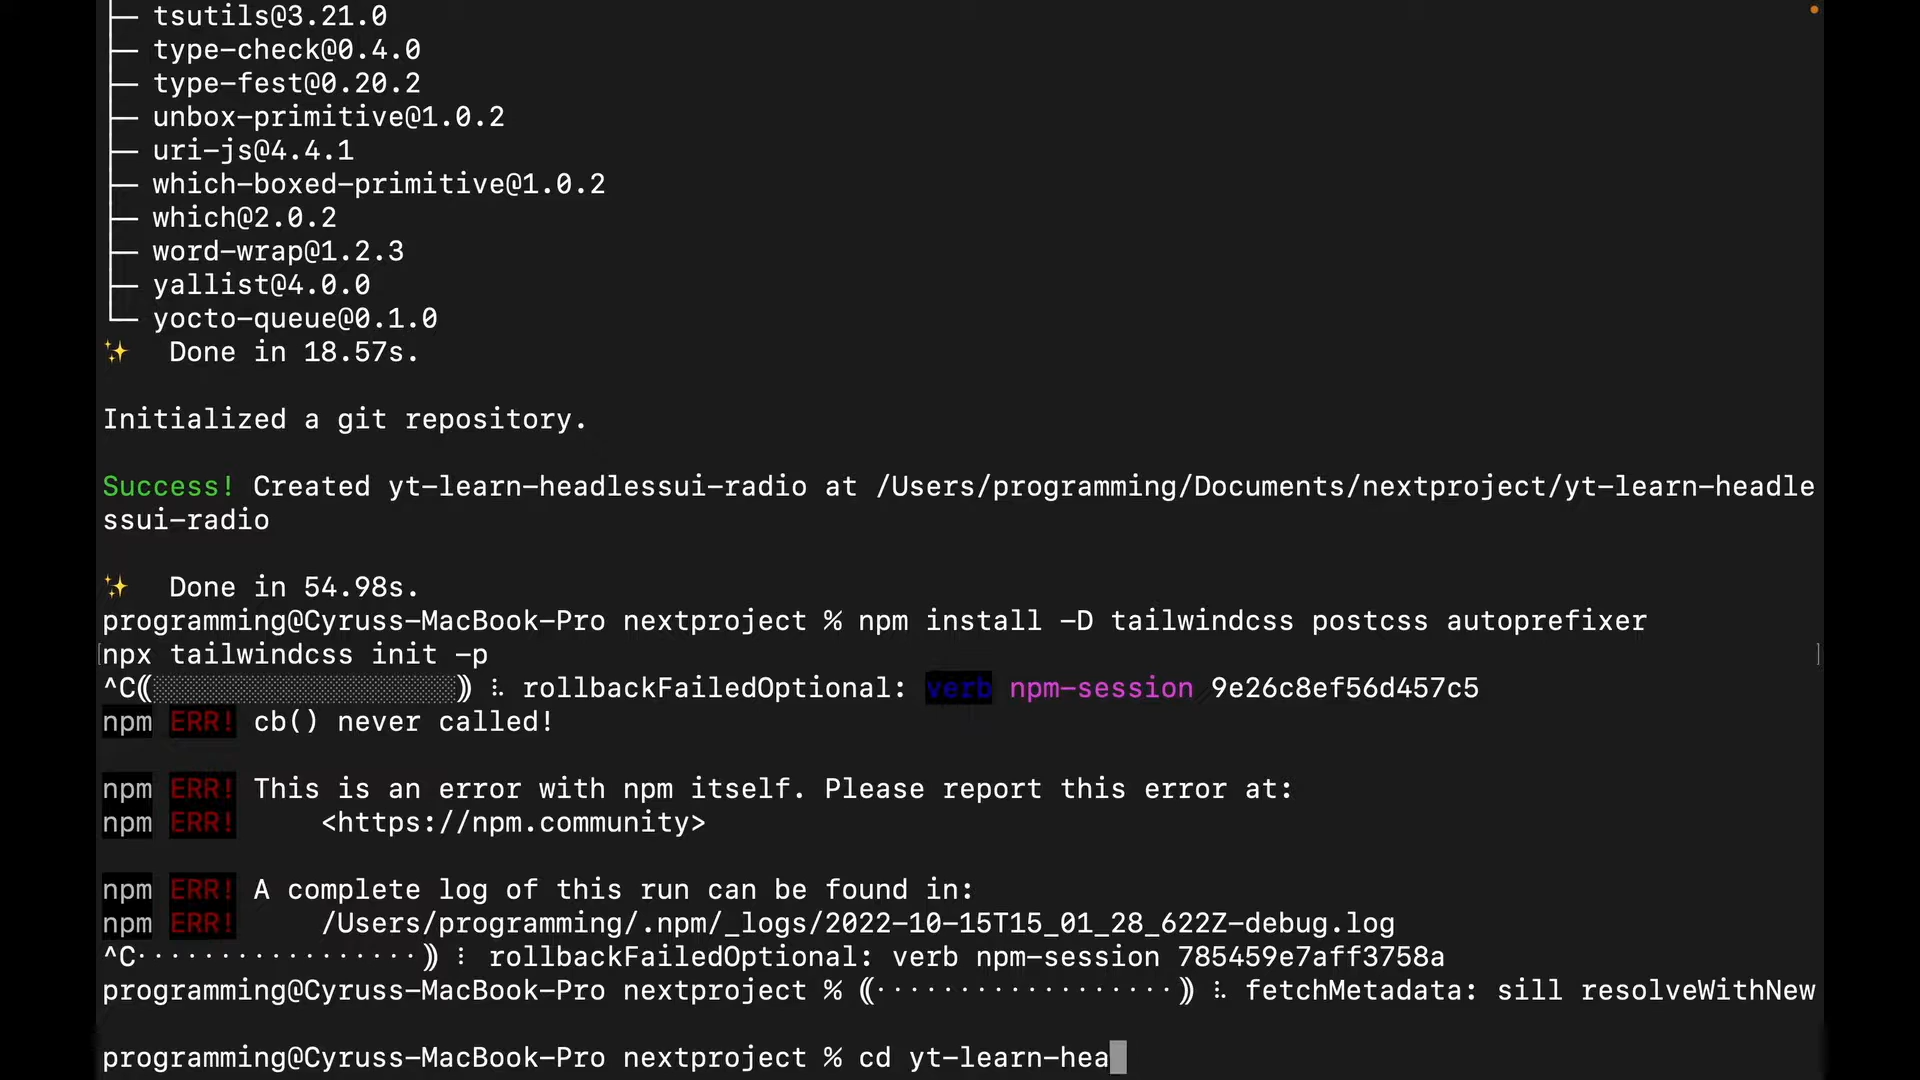 ├── tsutils@3.21.0
├── type-check@0.4.0
├── type-fest@0.20.2
├── unbox-primitive@1.0.2
├── uri-js@4.4.1
├── which-boxed-primitive@1.0.2
├── which@2.0.2
├── word-wrap@1.2.3
├── yallist@4.0.0
└── yocto-queue@0.1.0
✨  Done in 18.57s.
Initialized a git repository.
Success! Created yt-learn-headlessui-radio at /Users/programming/Documents/nextproject/yt-learn-headle
ssui-radio
✨  Done in 54.98s.
programming@Cyruss-MacBook-Pro nextproject % npm install -D tailwindcss postcss autoprefixer
npx tailwindcss init -p
^C⸨░░░░░░░░░░░░░░░░░░⸩ ⠧ rollbackFailedOptional: verb npm-session 9e26c8ef56d457c5
npm ERR! cb() never called!
npm ERR! This is an error with npm itself. Please report this error at:
npm ERR!     <https://npm.community>
npm ERR! A complete log of this run can be found in:
npm ERR!     /Users/programming/.npm/_logs/2022-10-15T15_01_28_622Z-debug.log
^C·················⸩ ⠇ rollbackFailedOptional: verb npm-session 785459e7aff3758a
programming@Cyruss-MacBook-Pro nextproject % ⸨··················⸩ ⠧ fetchMetadata: sill resolveWithNew
programming@Cyruss-MacBook-Pro nextproject % cd yt-learn-hea